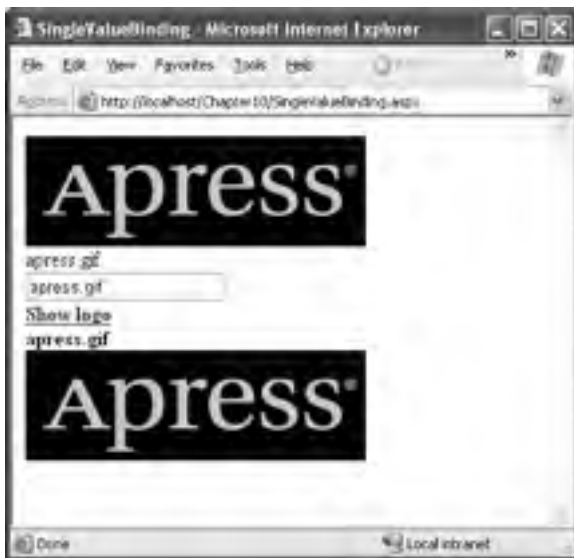 SingleValueBinding - Microsoft Internet Explorer
File Edit View Favorites Tools Help »
Address http://localhost/Chapter10/SingleValueBinding.aspx
Apress®
apress.gif
apress.gif
Show logo
apress.gif
Apress®
Done Local intranet